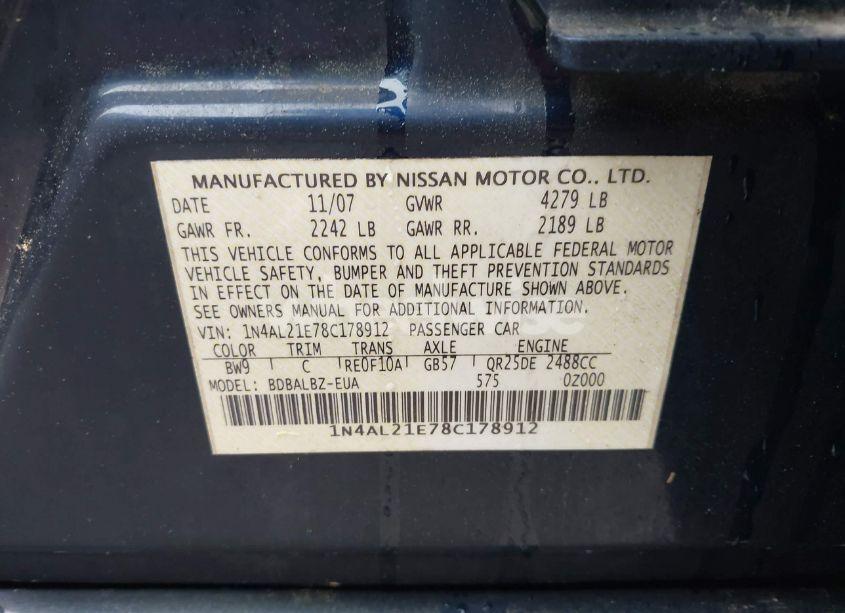 MANUFACTURED BY NISSAN MOTOR CO., LTD.
DATE 11/07 GVWR 4279 LB
GAWR FR. 2242 LB GAWR RR. 2189 LB
THIS VEHICLE CONFORMS TO ALL APPLICABLE FEDERAL MOTOR
VEHICLE SAFETY, BUMPER AND THEFT PREVENTION STANDARDS
IN EFFECT ON THE DATE OF MANUFACTURE SHOWN ABOVE.
SEE OWNERS MANUAL FOR ADDITIONAL INFORMATION.
VIN: 1N4AL21E78C178912 PASSENGER CAR
COLOR TRIM TRANS AXLE ENGINE
BW9 C RE0F10A GB57 QR25DE 2488CC
MODEL: BDBALBZ-EUA 575 0Z000
1N4AL21E78C178912